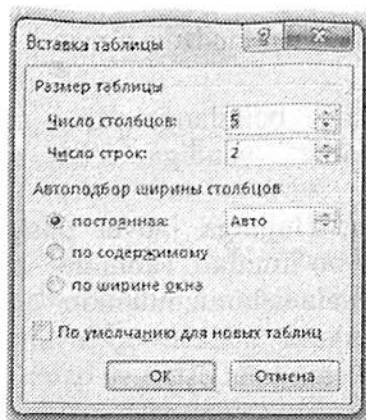 Вставка таблицы
Размер таблицы
Число столбцов: 5
Число строк: 2
Автоподбор ширины столбцов
постоянная: Авто
по содержимому
по ширине окна
По умолчанию для новых таблиц
ОК Отмена